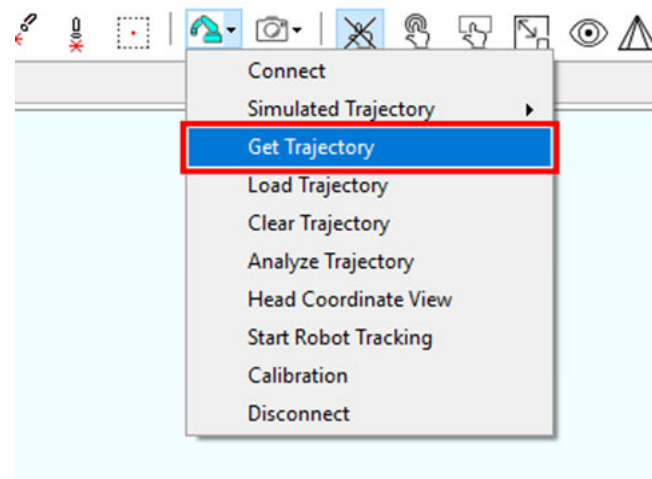 Connect
Simulated Trajectory
Get Trajectory
Load Trajectory
Clear Trajectory
Analyze Trajectory
Head Coordinate View
Start Robot Tracking
Calibration
Disconnect